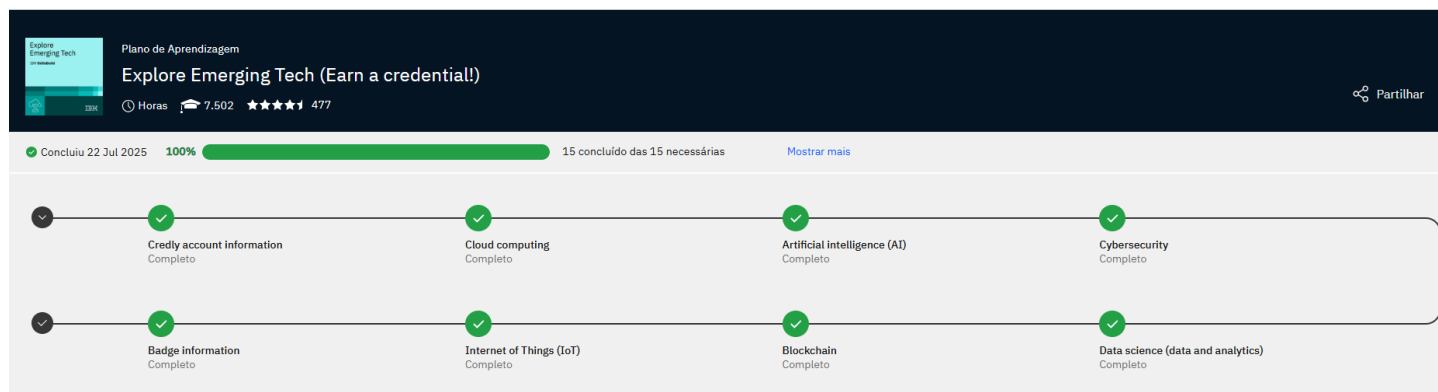 Explore
Emerging Tech
IBM SkillsBuild
IBM
Plano de Aprendizagem
Explore Emerging Tech (Earn a credential!)
Horas 7.502 477
Partilhar
Concluiu 22 Jul 2025 100% 15 concluído das 15 necessárias Mostrar mais
Credly account information Cloud computing Artificial intelligence (AI) Cybersecurity
Completo Completo Completo Completo
Badge information Internet of Things (IoT) Blockchain Data science (data and analytics)
Completo Completo Completo Completo